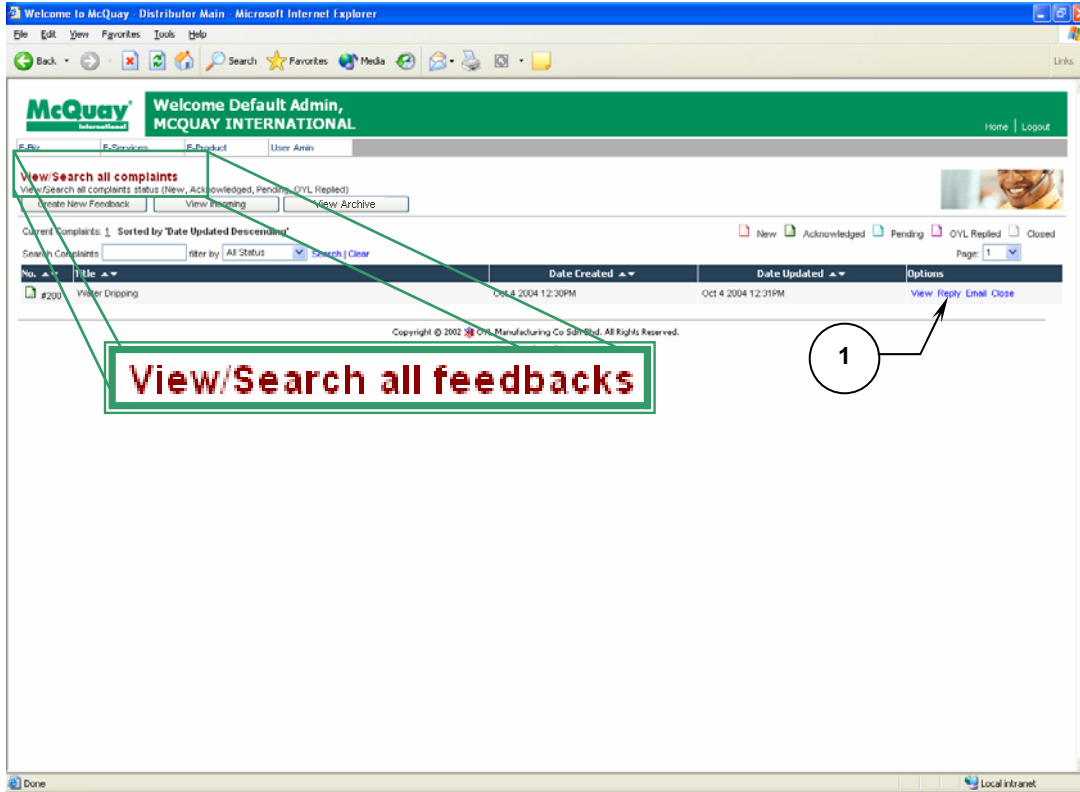 Welcome to McQuay - Distributor Main - Microsoft Internet Explorer
File Edit View Favorites Tools Help
Back Search Favorites Media Links
McQuay International
Welcome Default Admin,
MCQUAY INTERNATIONAL
Home | Logout
E-Biz E-Services E-Product User Amin
View/Search all complaints
View/Search all complaints status (New, Acknowledged, Pending, OYL Replied)
Create New Feedback View Incoming View Archive
Current Complaints: 1 Sorted by "Date Updated Descending"
New Acknowledged Pending OYL Replied Closed
Search Complaints filter by All Status Search | Clear Page: 1
No. Title Date Created Date Updated Options
#200 Water Dripping Oct 4 2004 12:30PM Oct 4 2004 12:31PM View Reply Email Close
Copyright © 2002 OYL Manufacturing Co Sdn Bhd. All Rights Reserved.
1
View/Search all feedbacks
Done Local intranet